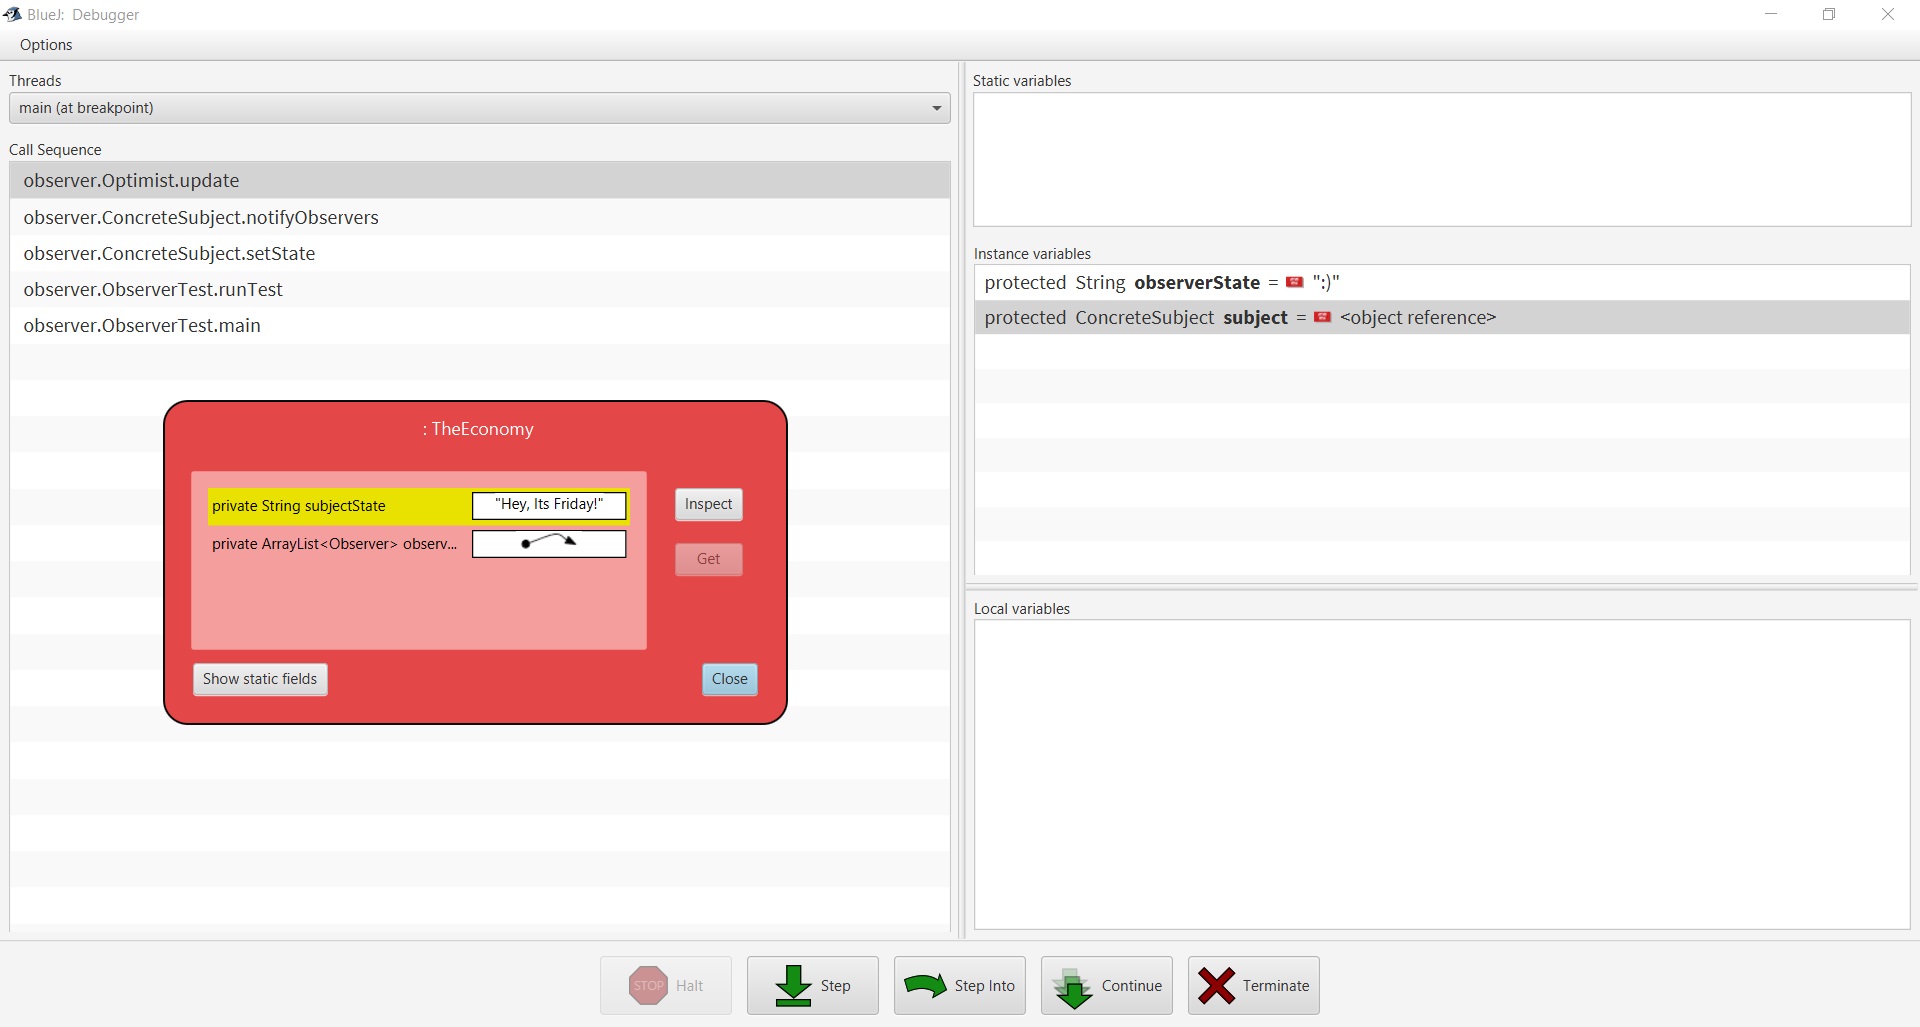 BlueJ: Debugger
Options
Threads
main (at breakpoint)
Call Sequence
observer.Optimist.update
observer.ConcreteSubject.notifyObservers
observer.ConcreteSubject.setState
observer.ObserverTest.runTest
observer.ObserverTest.main
: TheEconomy
private String subjectState "Hey, Its Friday!"
private ArrayList<Observer> observ...
Inspect
Get
Show static fields
Close
Static variables
Instance variables
protected String observerState = ":)"
protected ConcreteSubject subject = <object reference>
Local variables
STOP Halt
Step
Step Into
Continue
Terminate